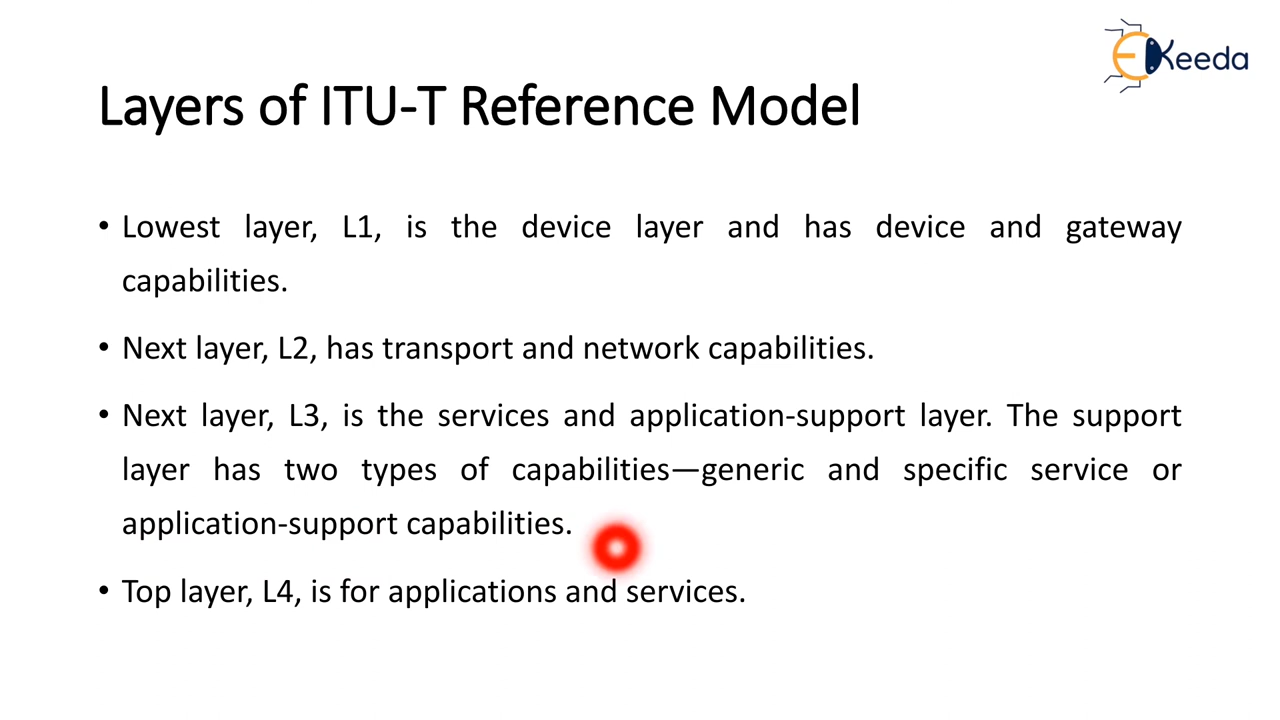 EKeeda
Layers of ITU-T Reference Model
• Lowest layer, L1, is the device layer and has device and gateway
capabilities.
• Next layer, L2, has transport and network capabilities.
• Next layer, L3, is the services and application-support layer. The support
layer has two types of capabilities—generic and specific service or
application-support capabilities.
• Top layer, L4, is for applications and services.